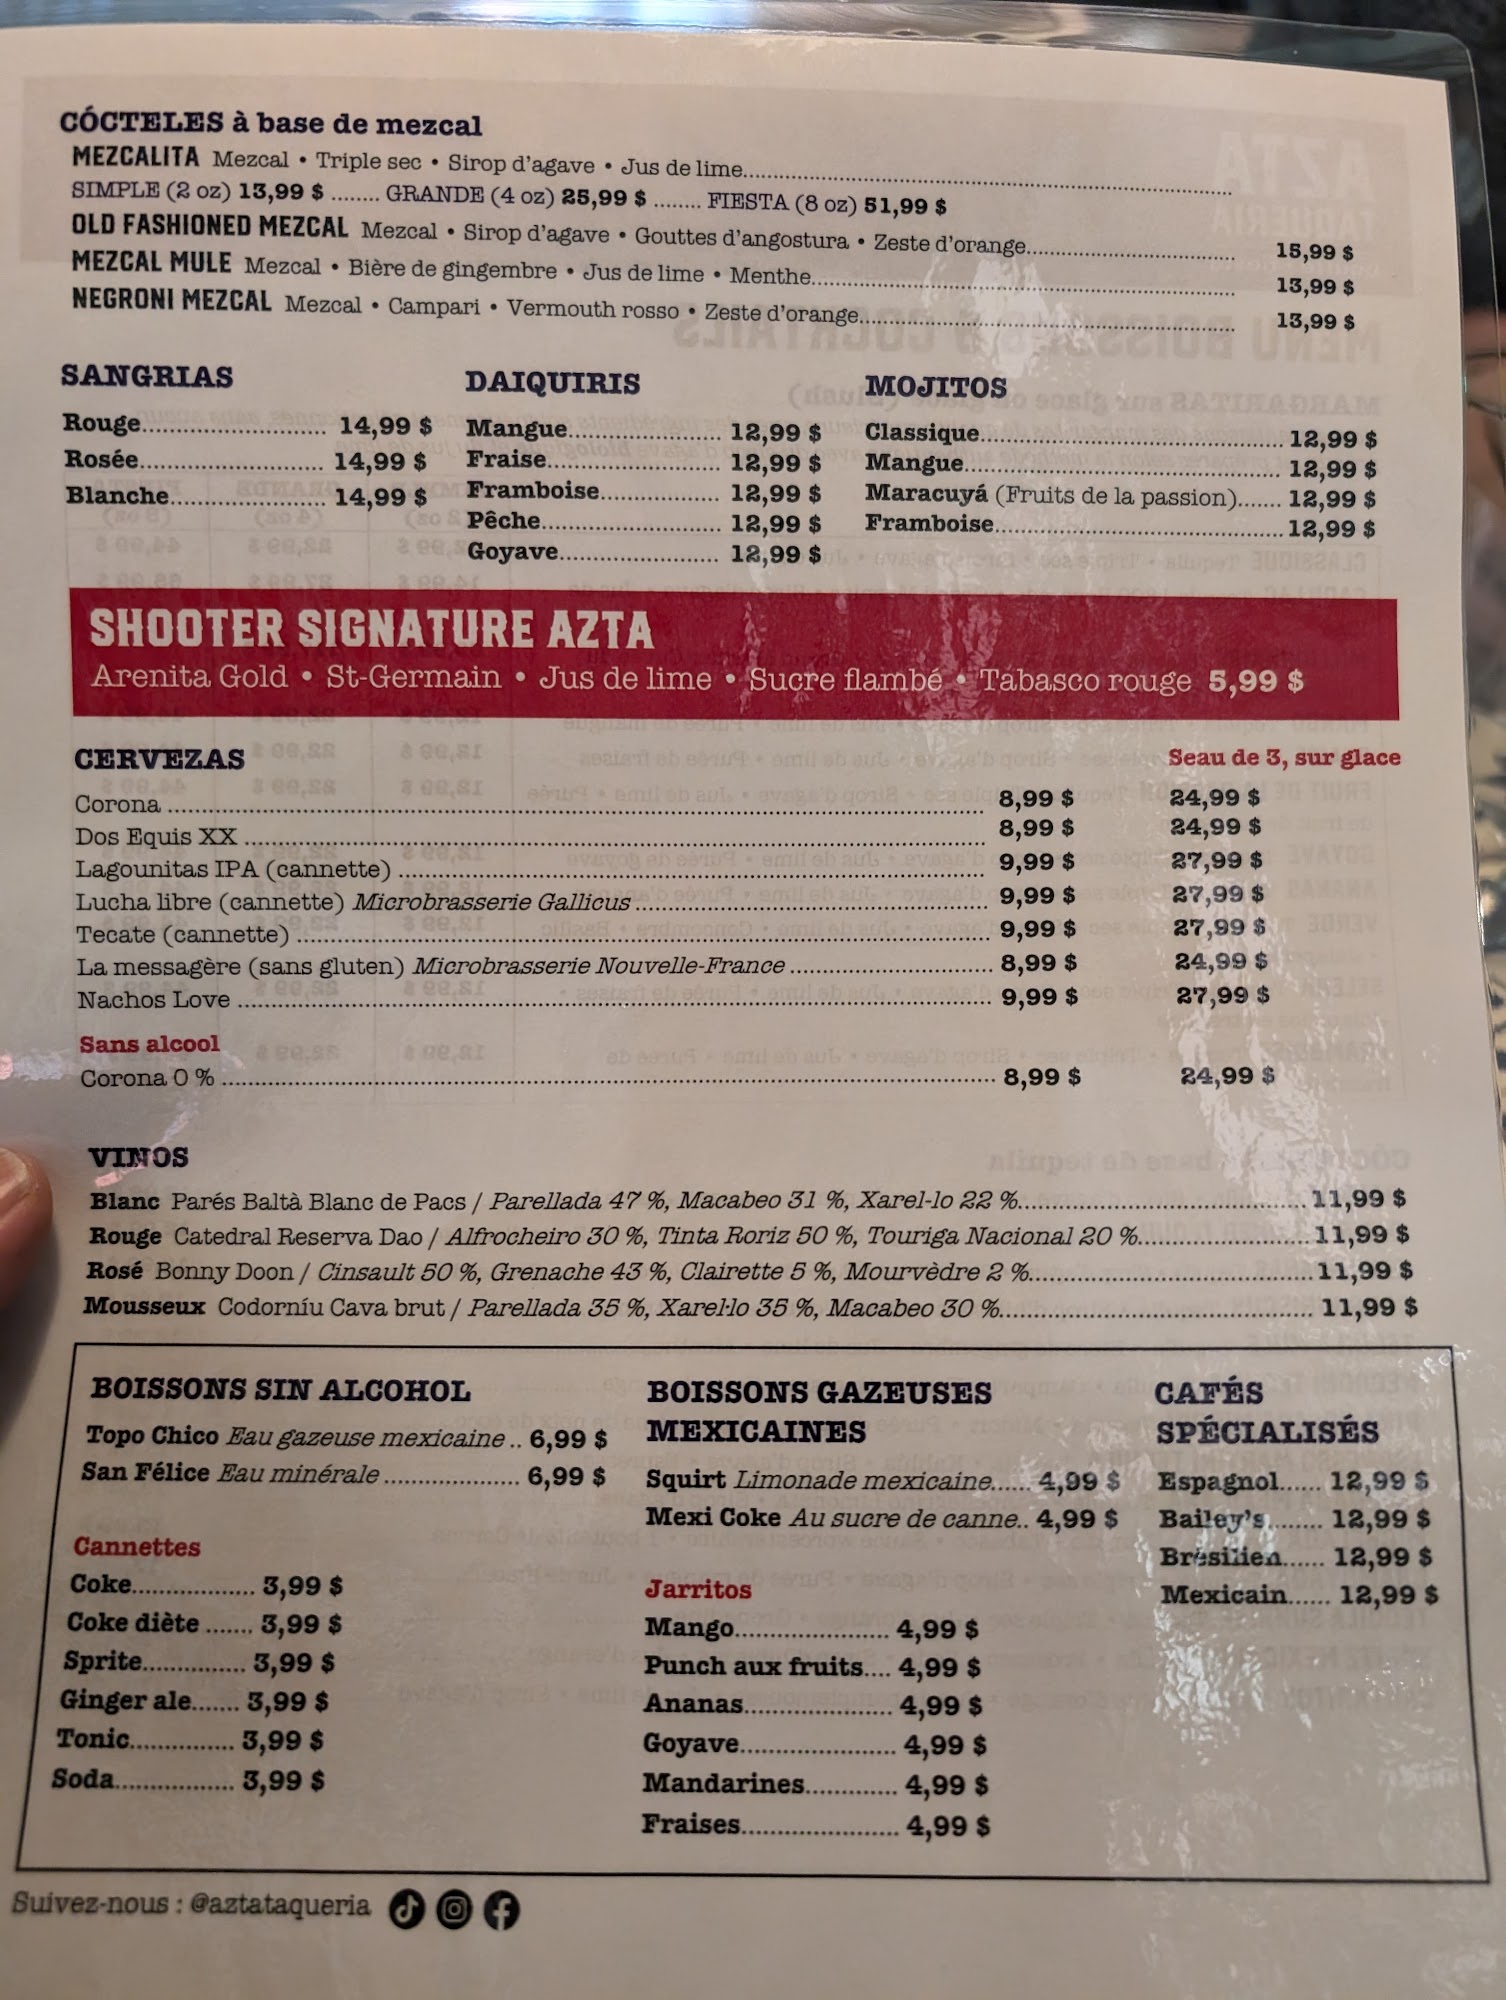 CÓCTELES à base de mezcal
MEZCALITA Mezcal • Triple sec • Sirop d'agave • Jus de lime
SIMPLE (2 oz) 13,99 $ ........ GRANDE (4 oz) 25,99 $ ........ FIESTA (8 oz) 51,99 $
OLD FASHIONED MEZCAL Mezcal • Sirop d'agave • Gouttes d'angostura • Zeste d'orange 15,99 $
MEZCAL MULE Mezcal • Bière de gingembre • Jus de lime • Menthe 13,99 $
NEGRONI MEZCAL Mezcal • Campari • Vermouth rosso • Zeste d'orange 13,99 $
SANGRIAS
Rouge 14,99 $
Rosée 14,99 $
Blanche 14,99 $
DAIQUIRIS
Mangue 12,99 $
Fraise 12,99 $
Framboise 12,99 $
Pêche 12,99 $
Goyave 12,99 $
MOJITOS
Classique 12,99 $
Mangue 12,99 $
Maracuyá (Fruits de la passion) 12,99 $
Framboise 12,99 $
SHOOTER SIGNATURE AZTA
Arenita Gold • St-Germain • Jus de lime • Sucre flambé • Tabasco rouge 5,99 $
CERVEZAS Seau de 3, sur glace
Corona 8,99 $ 24,99 $
Dos Equis XX 8,99 $ 24,99 $
Lagounitas IPA (cannette) 9,99 $ 27,99 $
Lucha libre (cannette) Microbrasserie Gallicus 9,99 $ 27,99 $
Tecate (cannette) 9,99 $ 27,99 $
La messagère (sans gluten) Microbrasserie Nouvelle-France 8,99 $ 24,99 $
Nachos Love 9,99 $ 27,99 $
Sans alcool
Corona 0 % 8,99 $ 24,99 $
VINOS
Blanc Parés Baltà Blanc de Pacs / Parellada 47 %, Macabeo 31 %, Xarel-lo 22 % 11,99 $
Rouge Catedral Reserva Dao / Alfrocheiro 30 %, Tinta Roriz 50 %, Touriga Nacional 20 % 11,99 $
Rosé Bonny Doon / Cinsault 50 %, Grenache 43 %, Clairette 5 %, Mourvèdre 2 % 11,99 $
Mousseux Codorníu Cava brut / Parellada 35 %, Xarel·lo 35 %, Macabeo 30 % 11,99 $
BOISSONS SIN ALCOHOL
Topo Chico Eau gazeuse mexicaine .. 6,99 $
San Félice Eau minérale 6,99 $
Cannettes
Coke 3,99 $
Coke diète 3,99 $
Sprite 3,99 $
Ginger ale 3,99 $
Tonic 3,99 $
Soda 3,99 $
BOISSONS GAZEUSES
MEXICAINES
Squirt Limonade mexicaine 4,99 $
Mexi Coke Au sucre de canne.. 4,99 $
Jarritos
Mango 4,99 $
Punch aux fruits 4,99 $
Ananas 4,99 $
Goyave 4,99 $
Mandarines 4,99 $
Fraises 4,99 $
CAFÉS
SPÉCIALISÉS
Espagnol 12,99 $
Bailey's 12,99 $
Brésilien 12,99 $
Mexicain 12,99 $
Suivez-nous : @aztataqueria